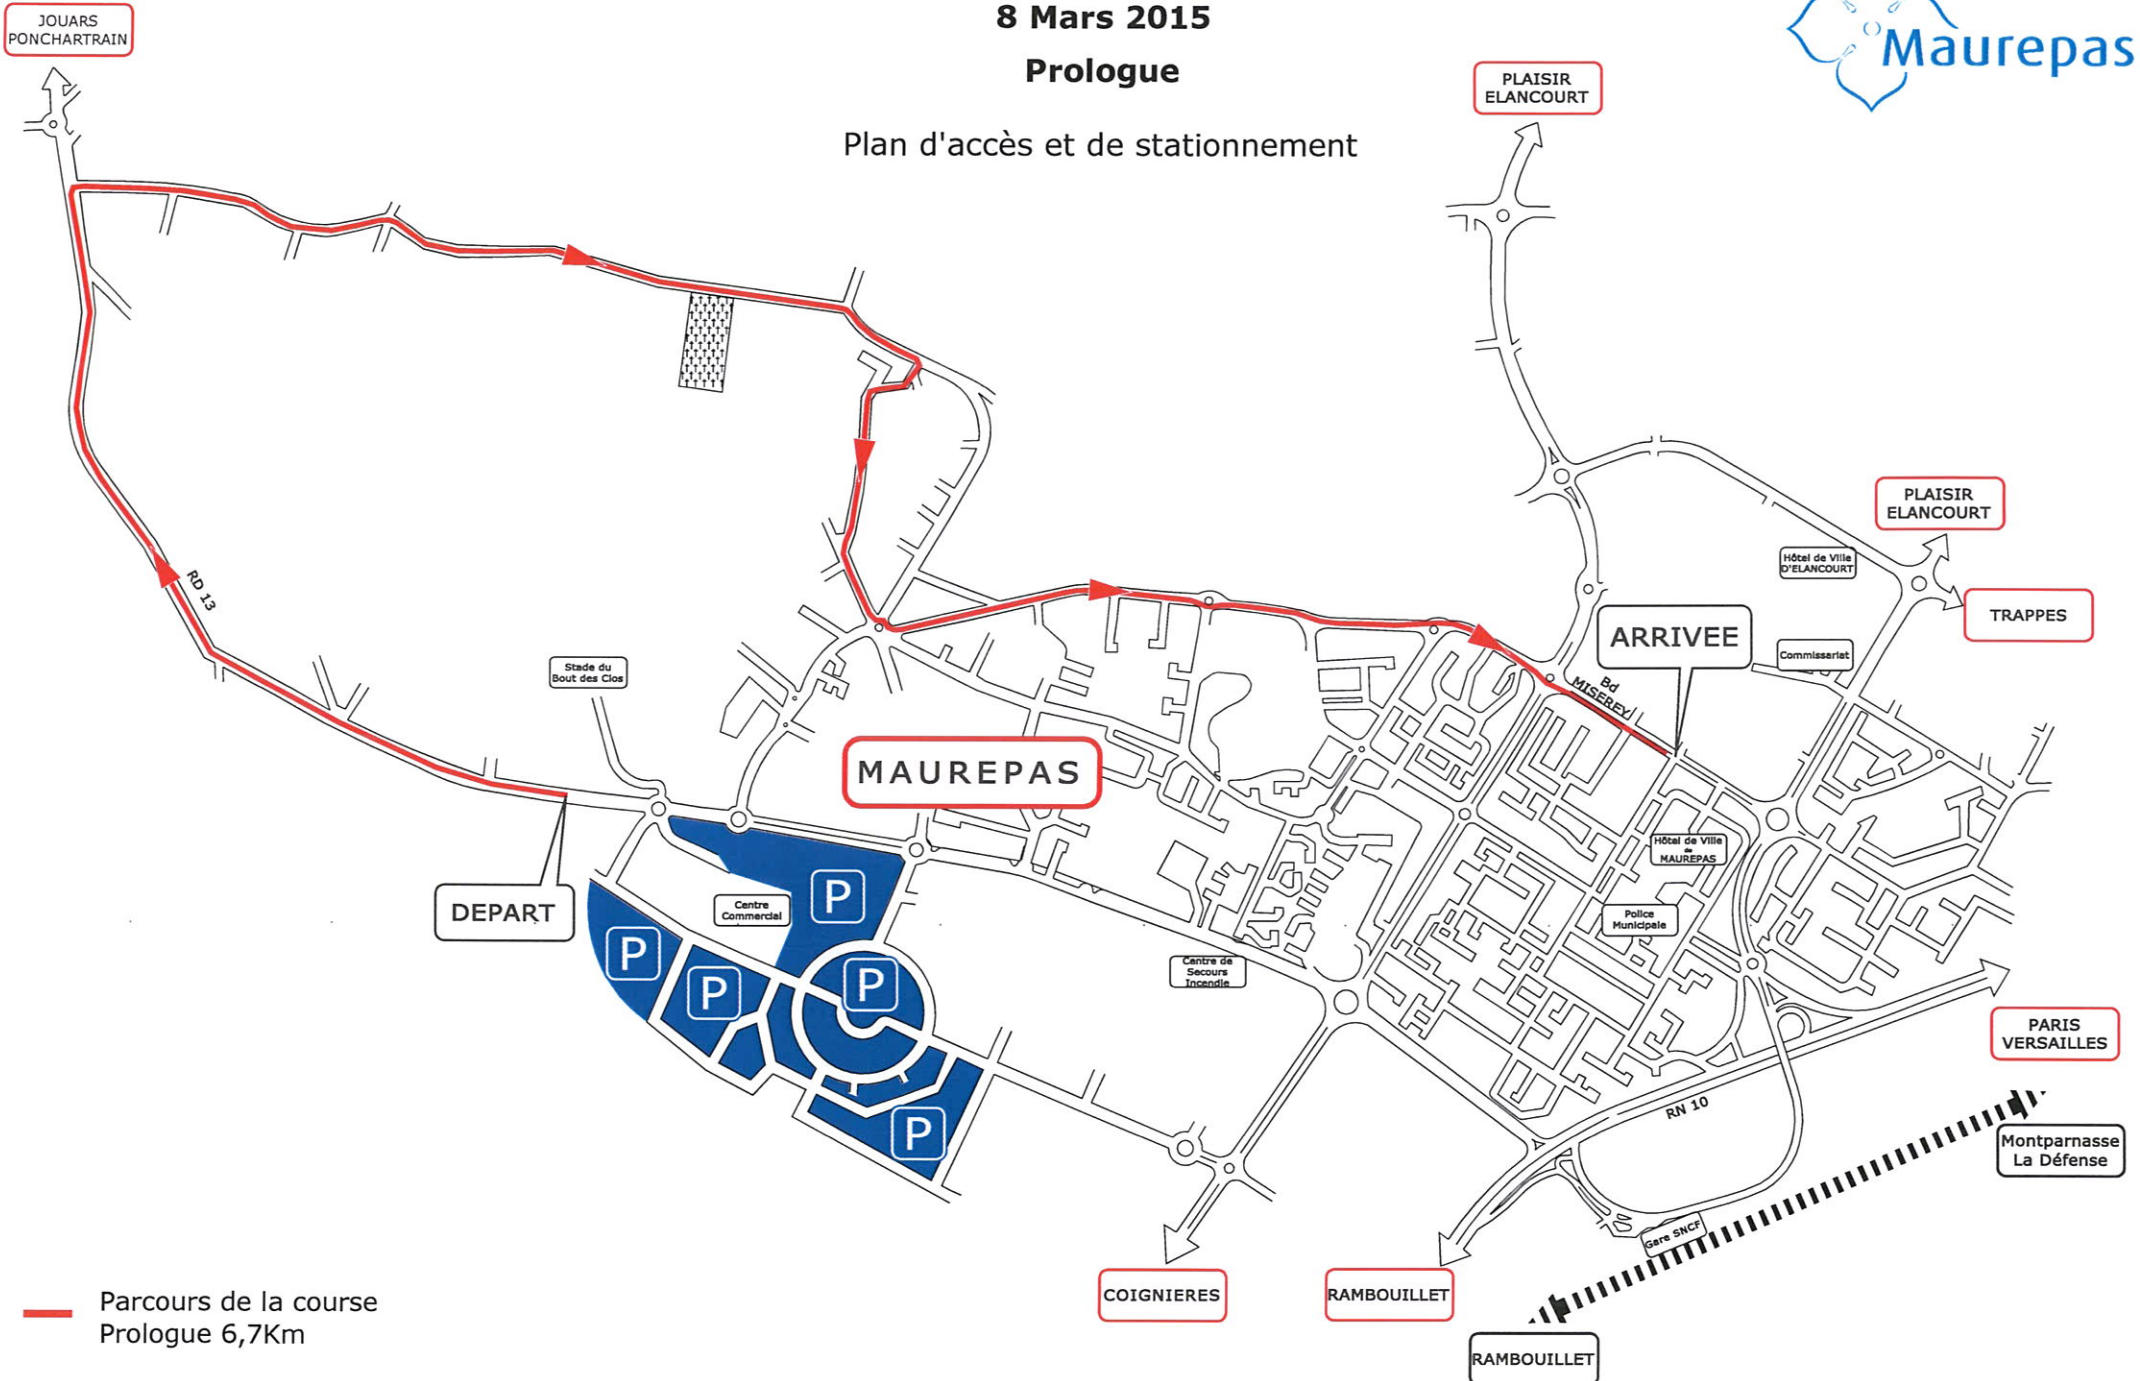 JOUARS
PONCHARTRAIN
8 Mars 2015
Prologue
Plan d'accès et de stationnement
Maurepas
PLAISIR
ELANCOURT
PLAISIR
ELANCOURT
Hôtel de Ville
D'ELANCOURT
TRAPPES
RD 13
ARRIVEE
Commissariat
Stade du
Bout des Clos
Bd
MISEREY
MAUREPAS
Hôtel de Ville
de
MAUREPAS
DEPART
Centre
Commercial
P
P
P
P
P
Police
Municipale
Centre de
Secours
Incendie
PARIS
VERSAILLES
RN 10
Montparnasse
La Défense
Gare SNCF
COIGNIERES
RAMBOUILLET
RAMBOUILLET
Parcours de la course
Prologue 6,7Km